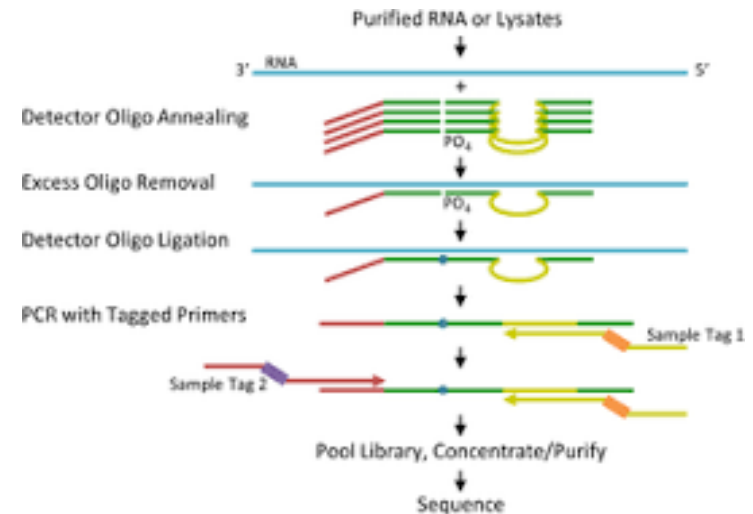 Purified RNA or Lysates
3' RNA 5'
+
Detector Oligo Annealing
PO4
Excess Oligo Removal
PO4
Detector Oligo Ligation
PCR with Tagged Primers
Sample Tag 1
Sample Tag 2
Pool Library, Concentrate/Purify
Sequence